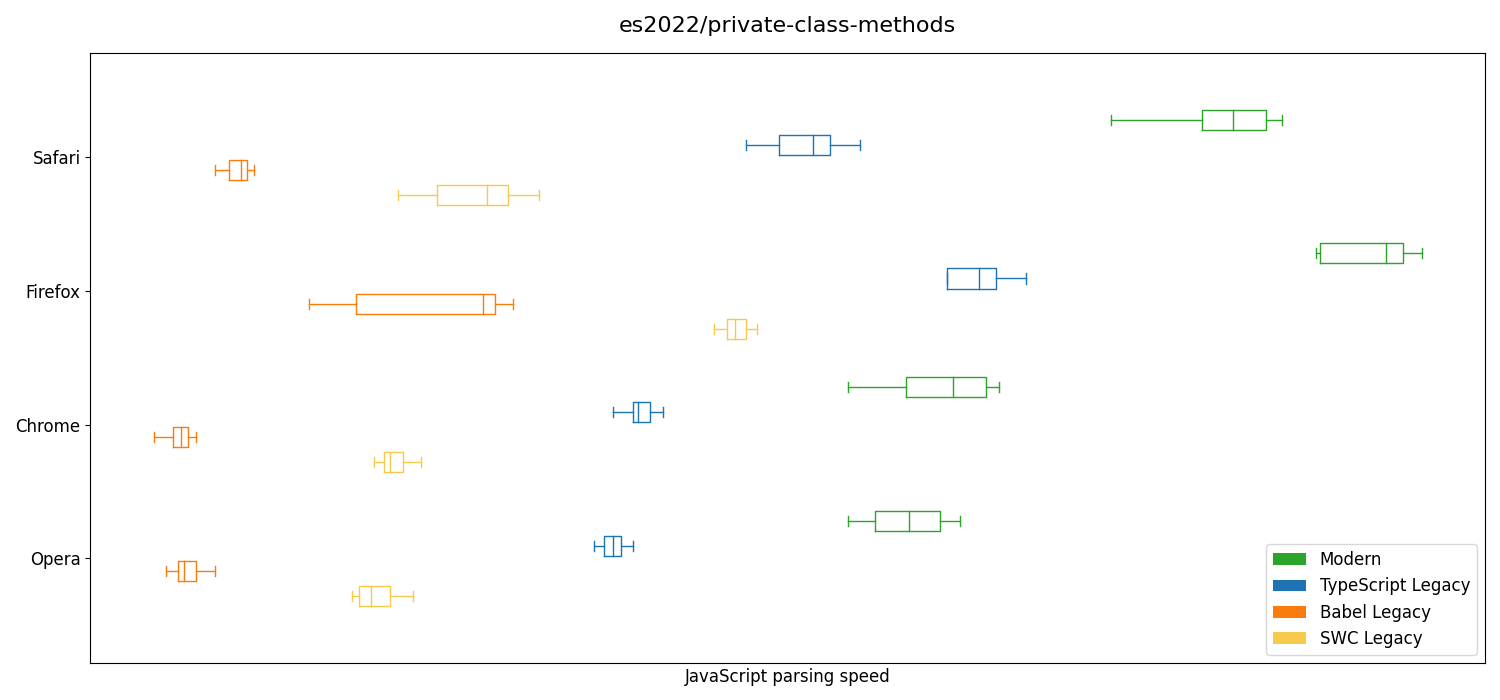 es2022/private-class-methods
Safari
Firefox
Chrome
Opera
Modern
TypeScript Legacy
Babel Legacy
SWC Legacy
JavaScript parsing speed